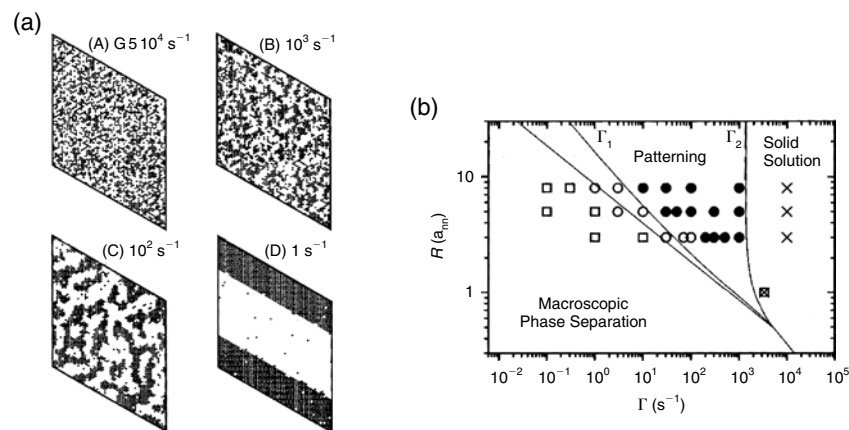 (a)
(A) G 5 10⁴ s⁻¹
(B) 10³ s⁻¹
(C) 10² s⁻¹
(D) 1 s⁻¹
(b)
Γ₁
Patterning
Γ₂
Solid
Solution
10
R (aₙₙ)
1
Macroscopic
Phase Separation
10⁻² 10⁻¹ 10⁰ 10¹ 10² 10³ 10⁴ 10⁵
Γ (s⁻¹)